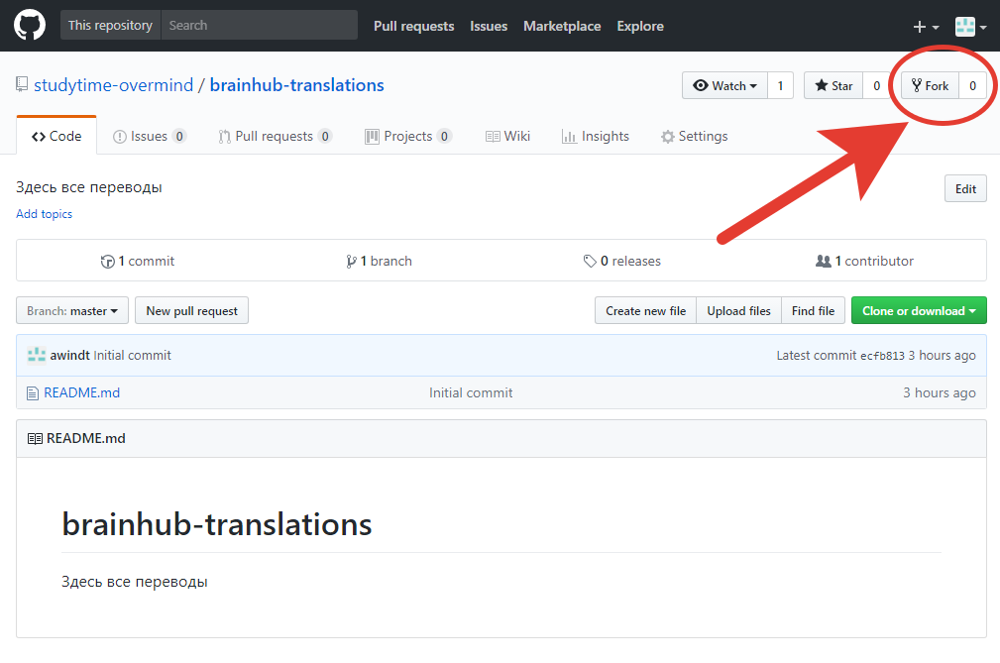 This repository Search Pull requests Issues Marketplace Explore
studytime-overmind / brainhub-translations Watch 1 Star 0 Fork 0
Code Issues 0 Pull requests 0 Projects 0 Wiki Insights Settings
Здесь все переводы Edit
Add topics
1 commit 1 branch 0 releases 1 contributor
Branch: master New pull request Create new file Upload files Find file Clone or download
awindt Initial commit Latest commit ecfb813 3 hours ago
README.md Initial commit 3 hours ago
README.md
brainhub-translations
Здесь все переводы